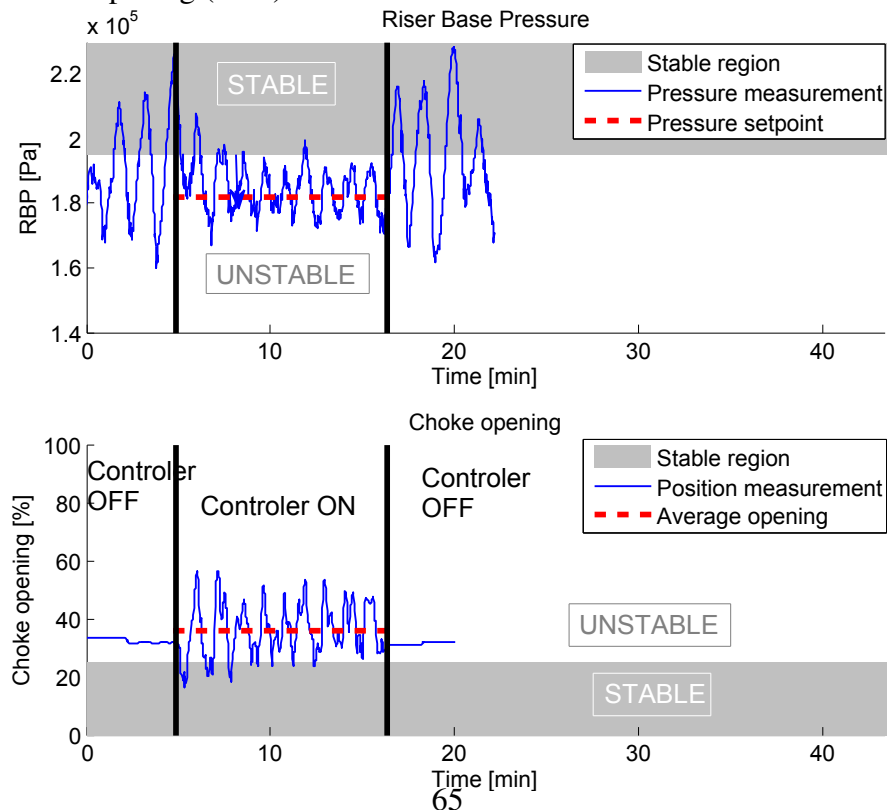 opening
Riser Base Pressure
x 10⁵
2.2
2
1.8
1.6
1.4
RBP [Pa]
STABLE
UNSTABLE
Stable region
Pressure measurement
Pressure setpoint
0 10 20 30 40
Time [min]
Choke opening
100
80
60
40
20
0
Choke opening [%]
Controler
OFF
Controler ON
Controler
OFF
Stable region
Position measurement
Average opening
UNSTABLE
STABLE
0 10 20 30 40
Time [min]
65